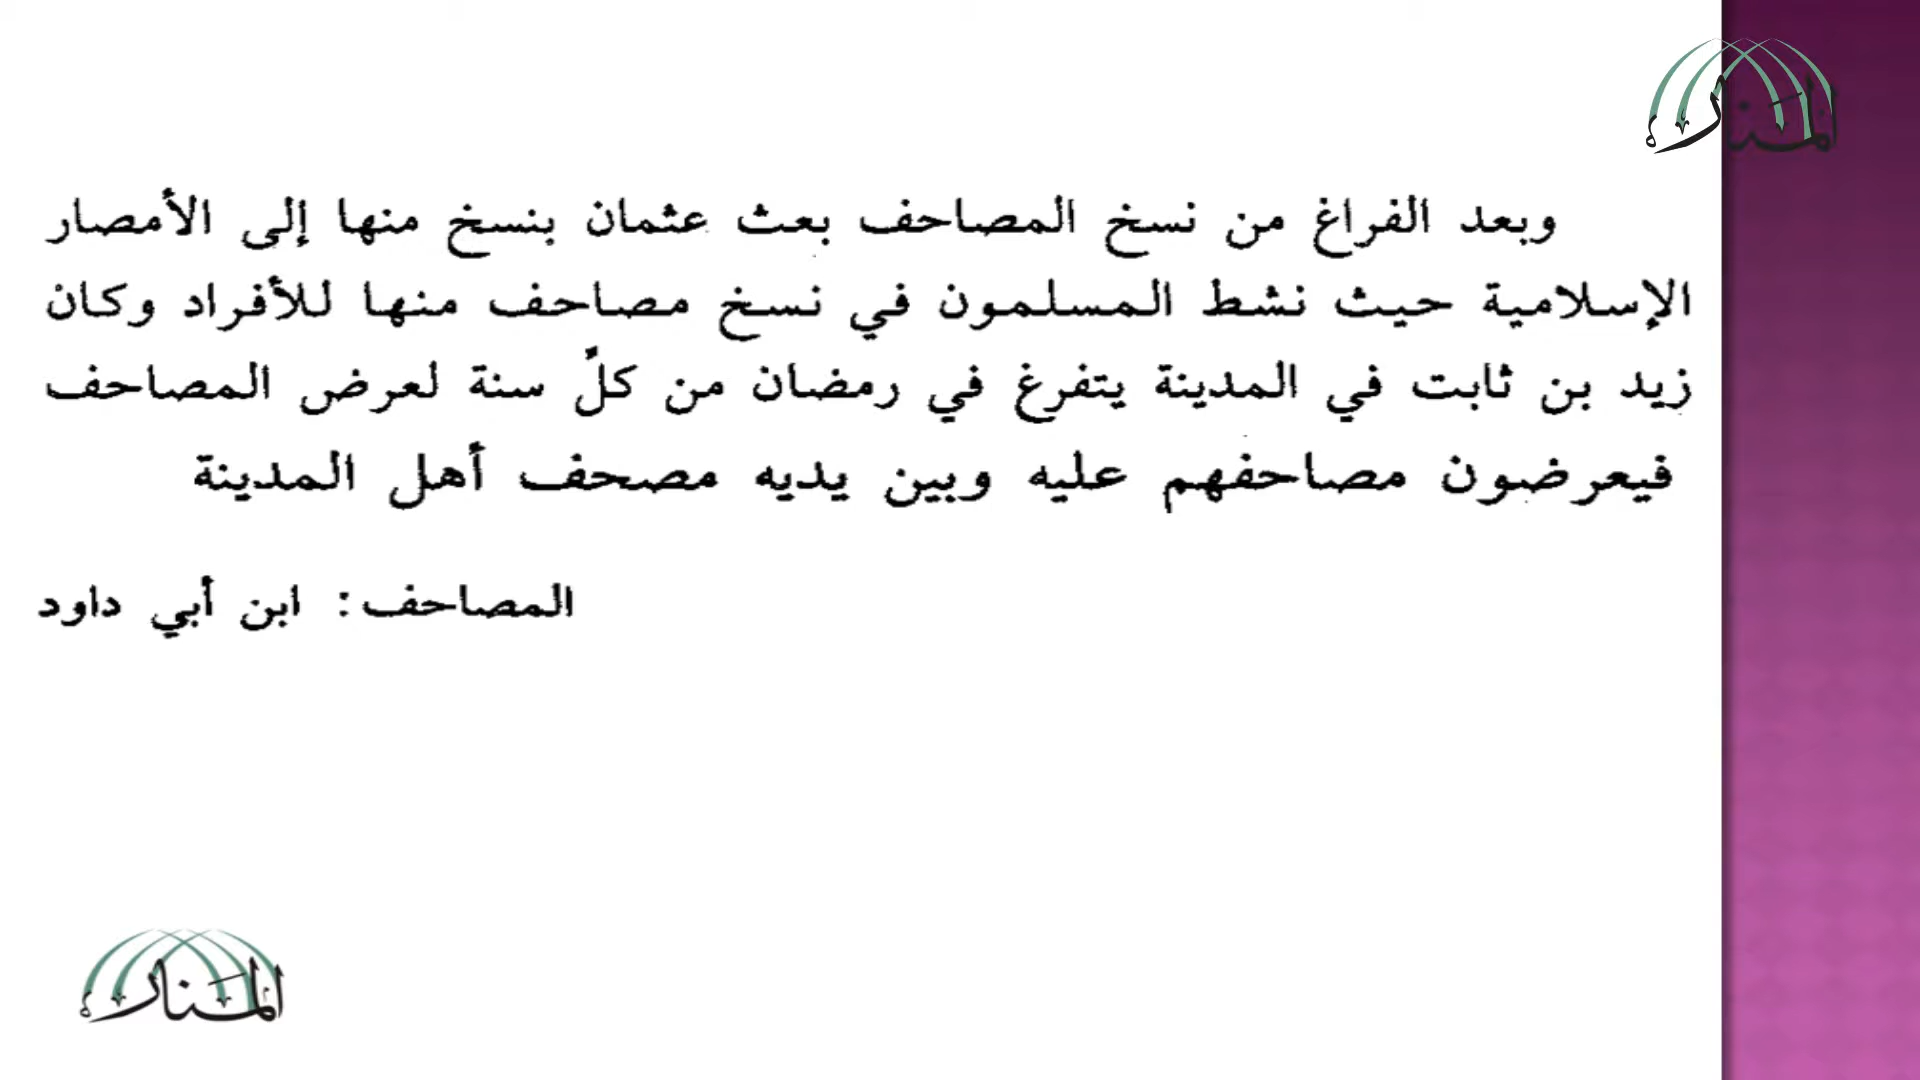 المنارة
وبعد الفراغ من نسخ المصاحف بعث عثمان بنسخ منها إلى الأمصار
الإسلامية حيث نشط المسلمون في نسخ مصاحف منها للأفراد وكان
زيد بن ثابت في المدينة يتفرغ في رمضان من كلِّ سنة لعرض المصاحف
فيعرضون مصاحفهم عليه وبين يديه مصحف أهل المدينة
المصاحف: ابن أبي داود
المنارة